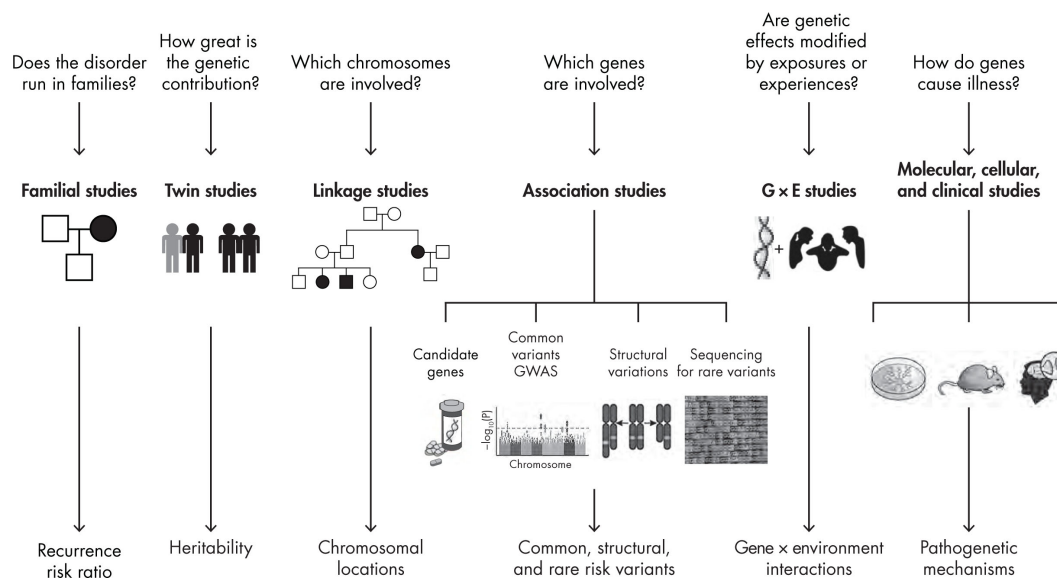 Does the disorder
run in families?
How great is
the genetic
contribution?
Which chromosomes
are involved?
Which genes
are involved?
Are genetic
effects modified
by exposures or
experiences?
How do genes
cause illness?
Familial studies
Twin studies
Linkage studies
Association studies
G × E studies
Molecular, cellular,
and clinical studies
+
Candidate
genes
Common
variants
GWAS
Structural
variations
Sequencing
for rare variants
–log10(P)
Chromosome
Recurrence
risk ratio
Heritability
Chromosomal
locations
Common, structural,
and rare risk variants
Gene × environment
interactions
Pathogenetic
mechanisms